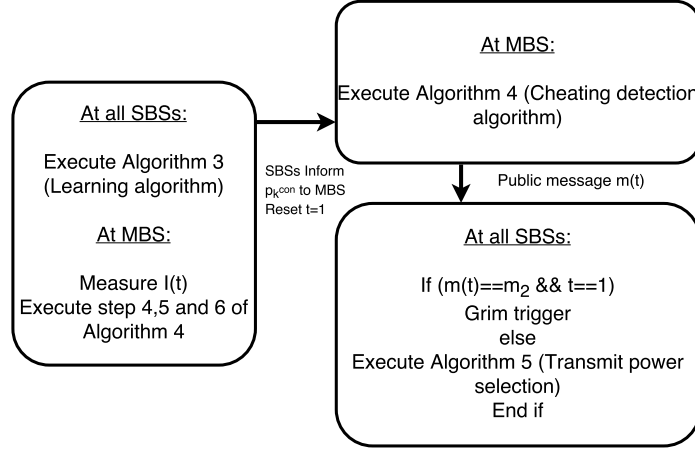 At all SBSs:
Execute Algorithm 3
(Learning algorithm)
At MBS:
Measure I(t)
Execute step 4,5 and 6 of
Algorithm 4
SBSs Inform
pₖᶜᵒⁿ to MBS
Reset t=1
At MBS:
Execute Algorithm 4 (Cheating detection
algorithm)
Public message m(t)
At all SBSs:
If (m(t)==m₂ && t==1)
Grim trigger
else
Execute Algorithm 5 (Transmit power
selection)
End if